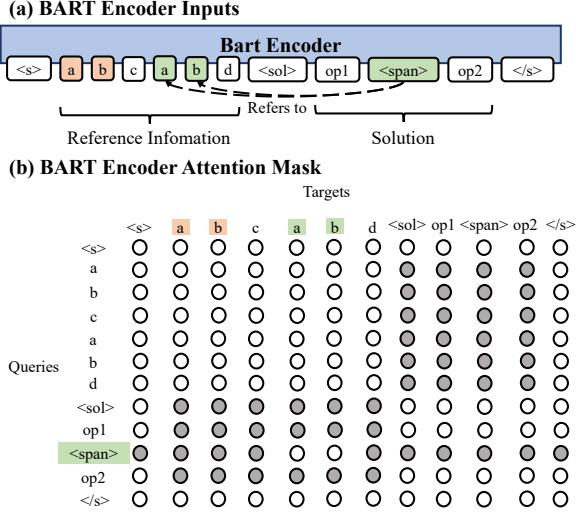 (a) BART Encoder Inputs
Bart Encoder
<s> a b c a b d <sol> op1 <span> op2 </s>
Refers to
Reference Infomation Solution
(b) BART Encoder Attention Mask
Targets
<s> a b c a b d <sol> op1 <span> op2 </s>
<s>
a
b
c
a
b
d
Queries
<sol>
op1
<span>
op2
</s>